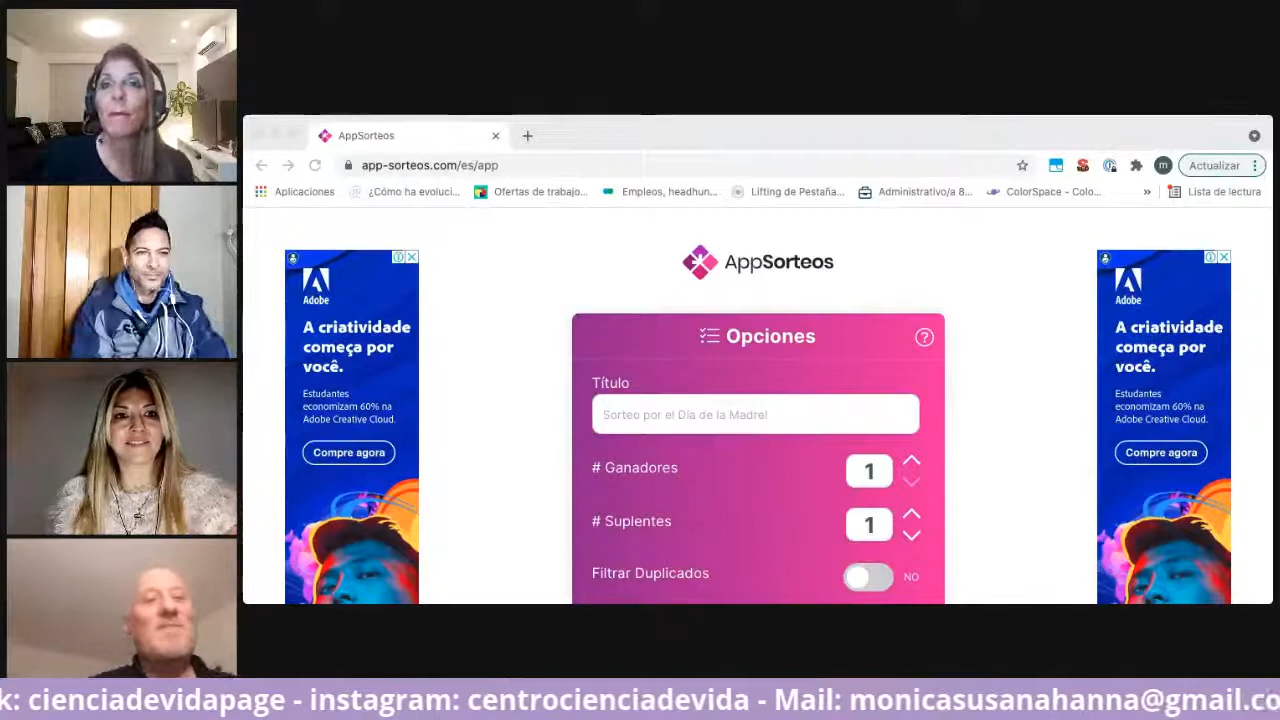 AppSorteos
app-sorteos.com/es/app
m
Actualizar
Aplicaciones
¿Cómo ha evoluci...
Ofertas de trabajo...
Empleos, headhun...
Lifting de Pestaña...
Administrativo/a 8...
ColorSpace - Colo...
»
Lista de lectura
Adobe
A criatividade
começa por
você.
Estudantes
economizam 60% na
Adobe Creative Cloud.
Compre agora
AppSorteos
Opciones
?
Título
Sorteo por el Día de la Madre!
# Ganadores
1
# Suplentes
1
Filtrar Duplicados
NO
Adobe
A criatividade
começa por
você.
Estudantes
economizam 60% na
Adobe Creative Cloud.
Compre agora
k: cienciadevidapage - instagram: centrocienciadevida - Mail: monicasusanahanna@gmail.co